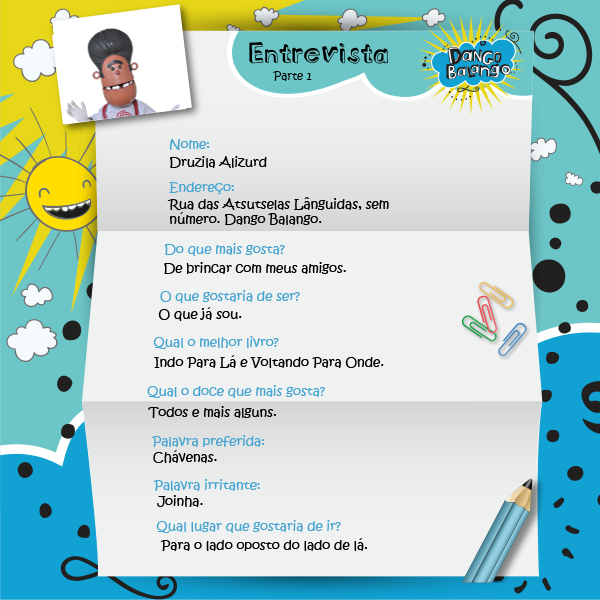 Entrevista
Parte 1
Dango
Balango
Nome:
Druzila Alizurd
Endereço:
Rua das Atsutselas Lânguidas, sem
número. Dango Balango.
Do que mais gosta?
De brincar com meus amigos.
O que gostaria de ser?
O que já sou.
Qual o melhor livro?
Indo Para Lá e Voltando Para Onde.
Qual o doce que mais gosta?
Todos e mais alguns.
Palavra preferida:
Chávenas.
Palavra irritante:
Joinha.
Qual lugar que gostaria de ir?
Para o lado oposto do lado de lá.